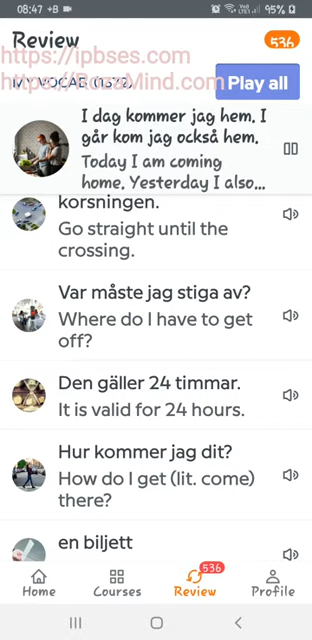 08:47 +B
95%
Review
536
https://ipbses.com
https://BocaMind.com
Play all
I dag kommer jag hem. I
går kom jag också hem.
Today I am coming
home. Yesterday I also...
korsningen.
Go straight until the
crossing.
Var måste jag stiga av?
Where do I have to get
off?
Den gäller 24 timmar.
It is valid for 24 hours.
Hur kommer jag dit?
How do I get (lit. come)
there?
en biljett
536
Home
Courses
Review
Profile